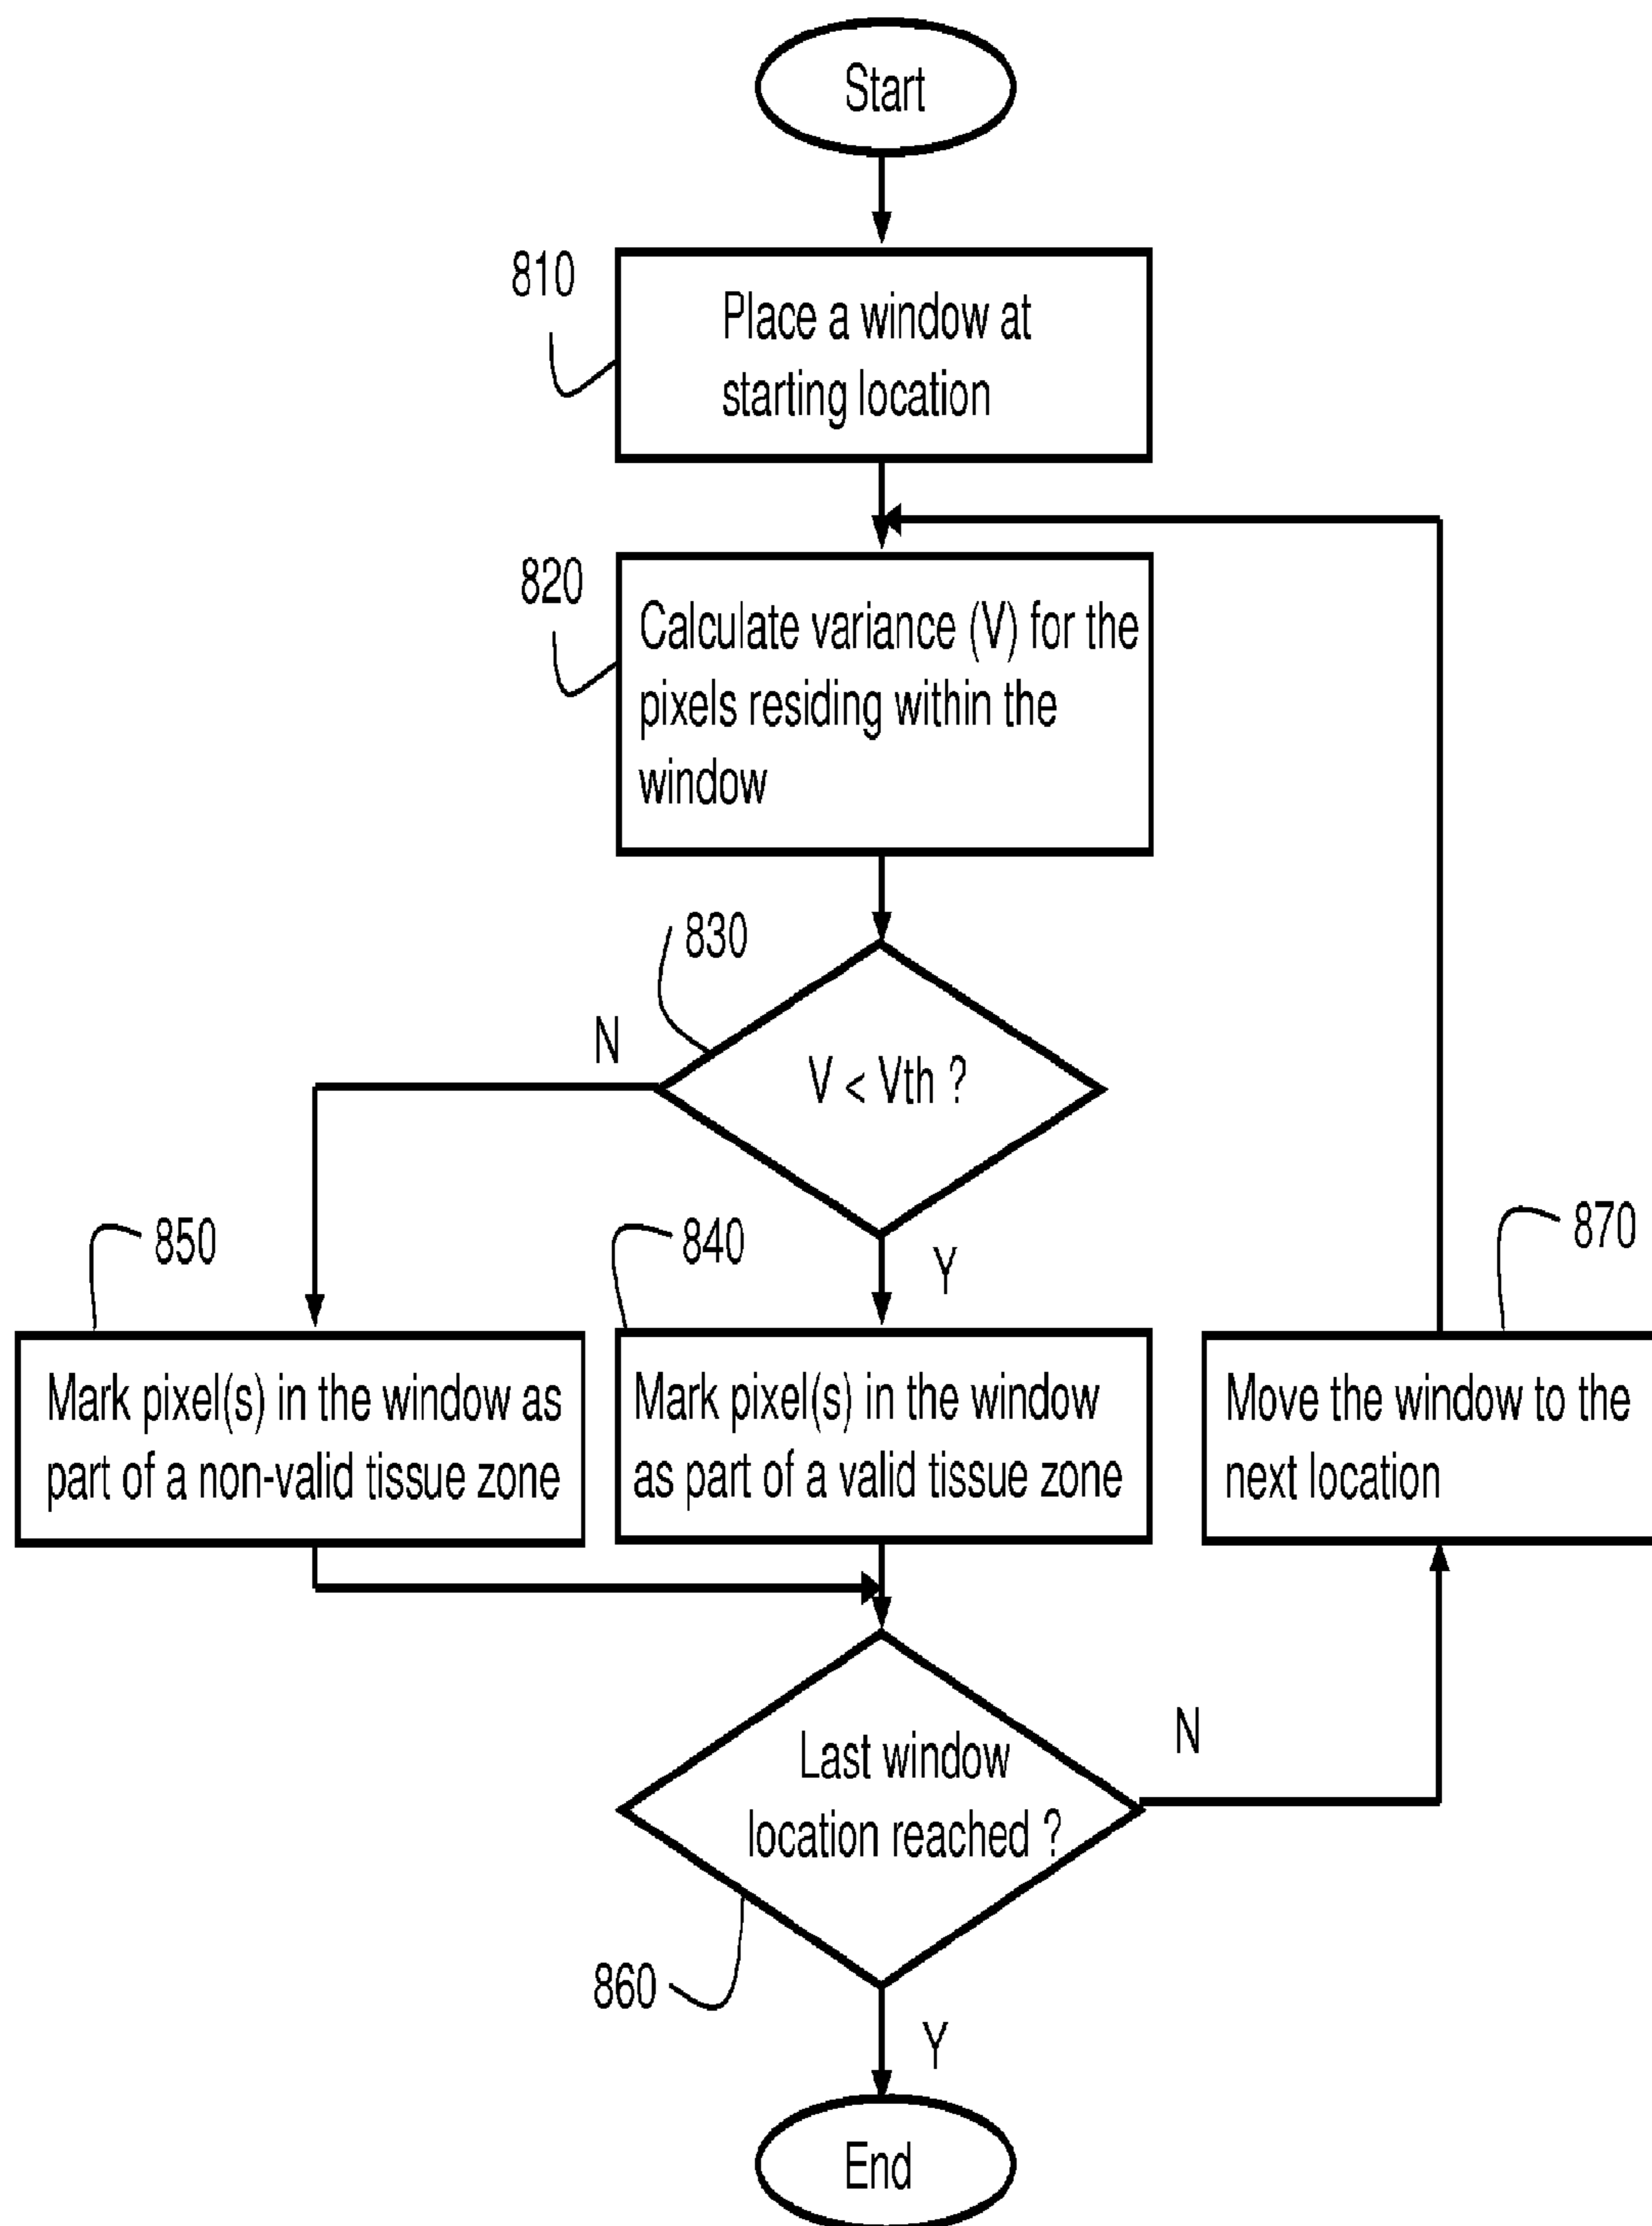 Start
810
Place a window at
starting location
820
Calculate variance (V) for the
pixels residing within the
window
830
N
V < Vth ?
850
840
Y
870
Mark pixel(s) in the window as
part of a non-valid tissue zone
Mark pixel(s) in the window
as part of a valid tissue zone
Move the window to the
next location
Last window
location reached ?
N
860
Y
End